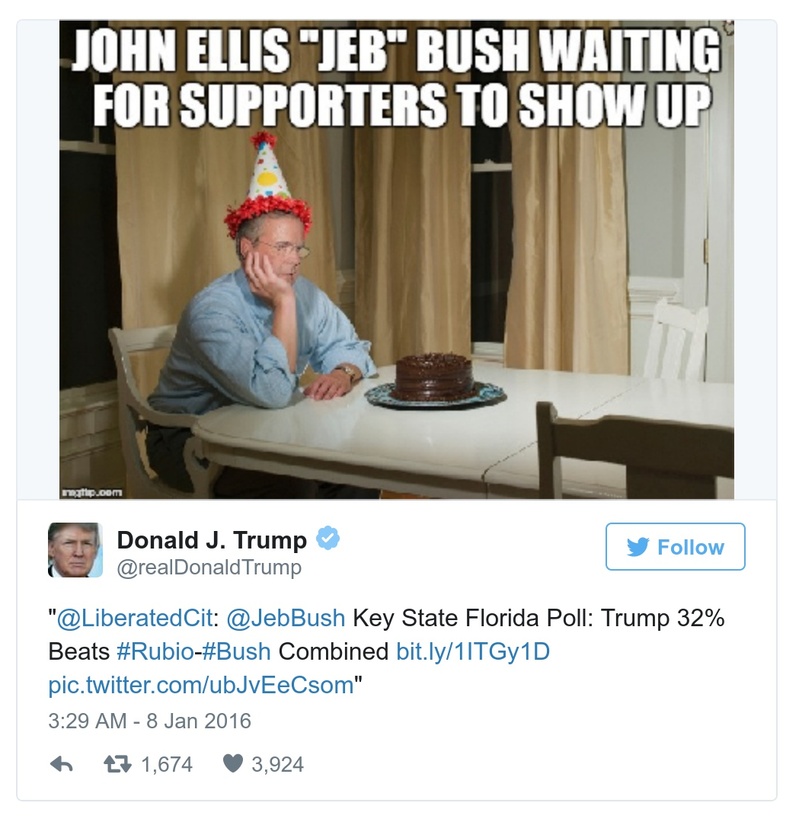 JOHN ELLIS "JEB" BUSH WAITING
FOR SUPPORTERS TO SHOW UP
imgflip.com
Donald J. Trump
@realDonaldTrump
Follow
"@LiberatedCit: @JebBush Key State Florida Poll: Trump 32%
Beats #Rubio-#Bush Combined bit.ly/1ITGy1D
pic.twitter.com/ubJvEeCsom"
3:29 AM - 8 Jan 2016
1,674 3,924